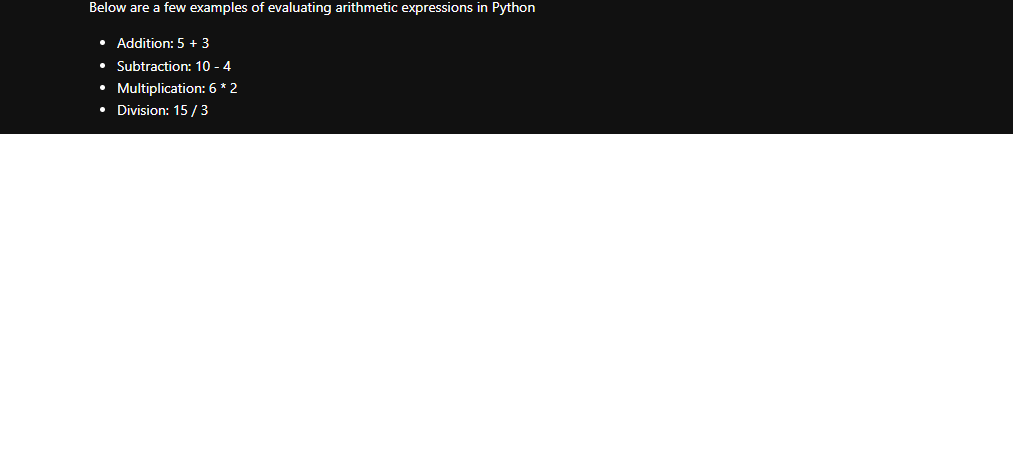 Below are a few examples of evaluating arithmetic expressions in Python
• Addition: 5 + 3
• Subtraction: 10 - 4
• Multiplication: 6 * 2
• Division: 15 / 3